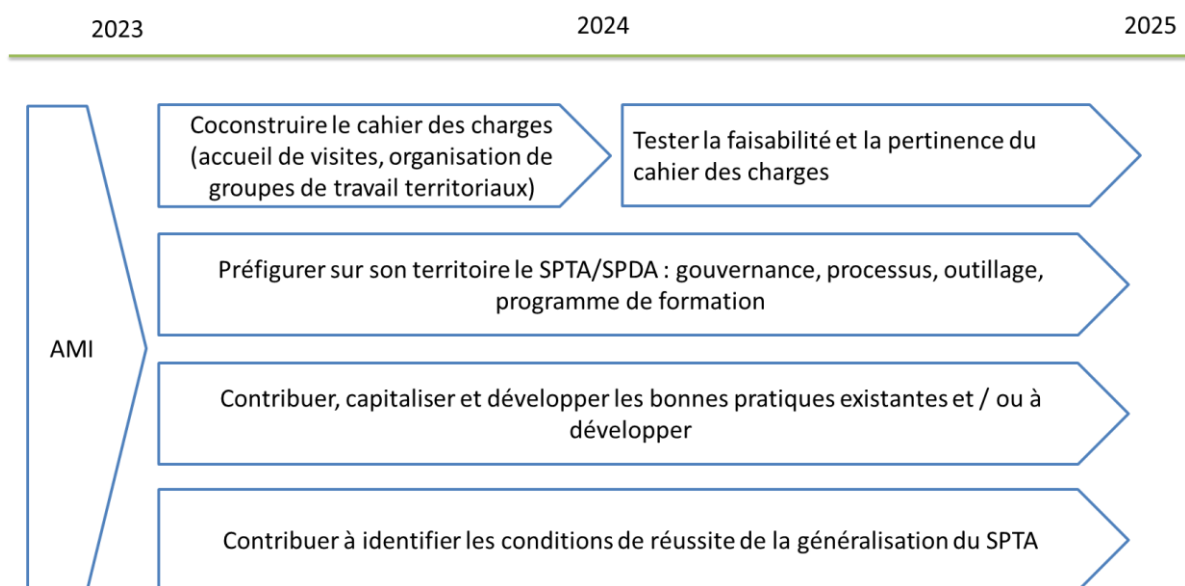 2023
2024
2025
Coconstruire le cahier des charges
(accueil de visites, organisation de
groupes de travail territoriaux)
Tester la faisabilité et la pertinence du
cahier des charges
Préfigurer sur son territoire le SPTA/SPDA : gouvernance, processus, outillage,
programme de formation
AMI
Contribuer, capitaliser et développer les bonnes pratiques existantes et / ou à
développer
Contribuer à identifier les conditions de réussite de la généralisation du SPTA